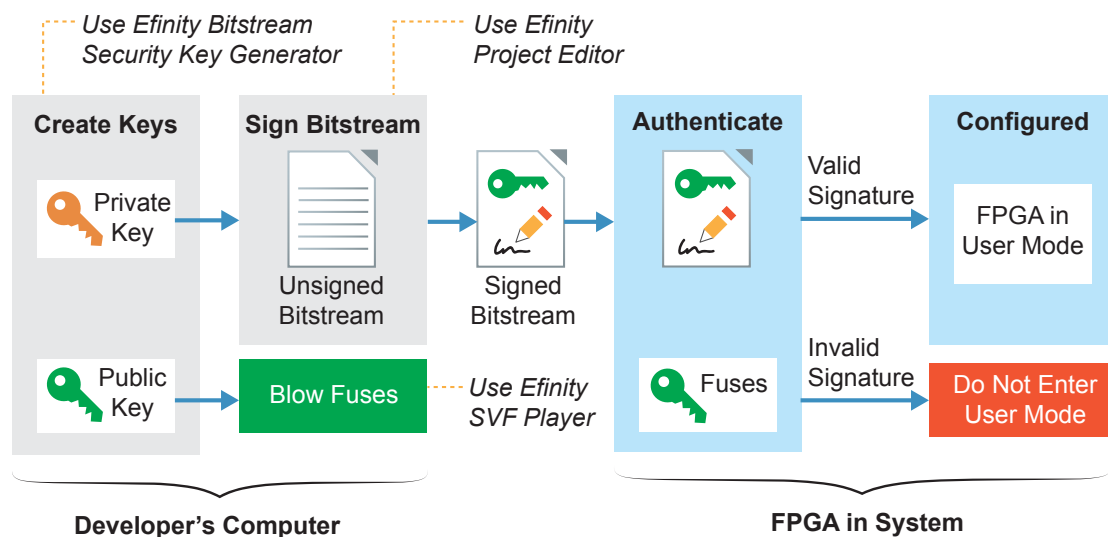 Use Efinity Bitstream
Security Key Generator
Use Efinity
Project Editor
Create Keys
Sign Bitstream
Authenticate
Configured
Private
Key
Valid
Signature
FPGA in
User Mode
Unsigned
Bitstream
Signed
Bitstream
Public
Key
Blow Fuses
Use Efinity
SVF Player
Fuses
Invalid
Signature
Do Not Enter
User Mode
Developer’s Computer
FPGA in System